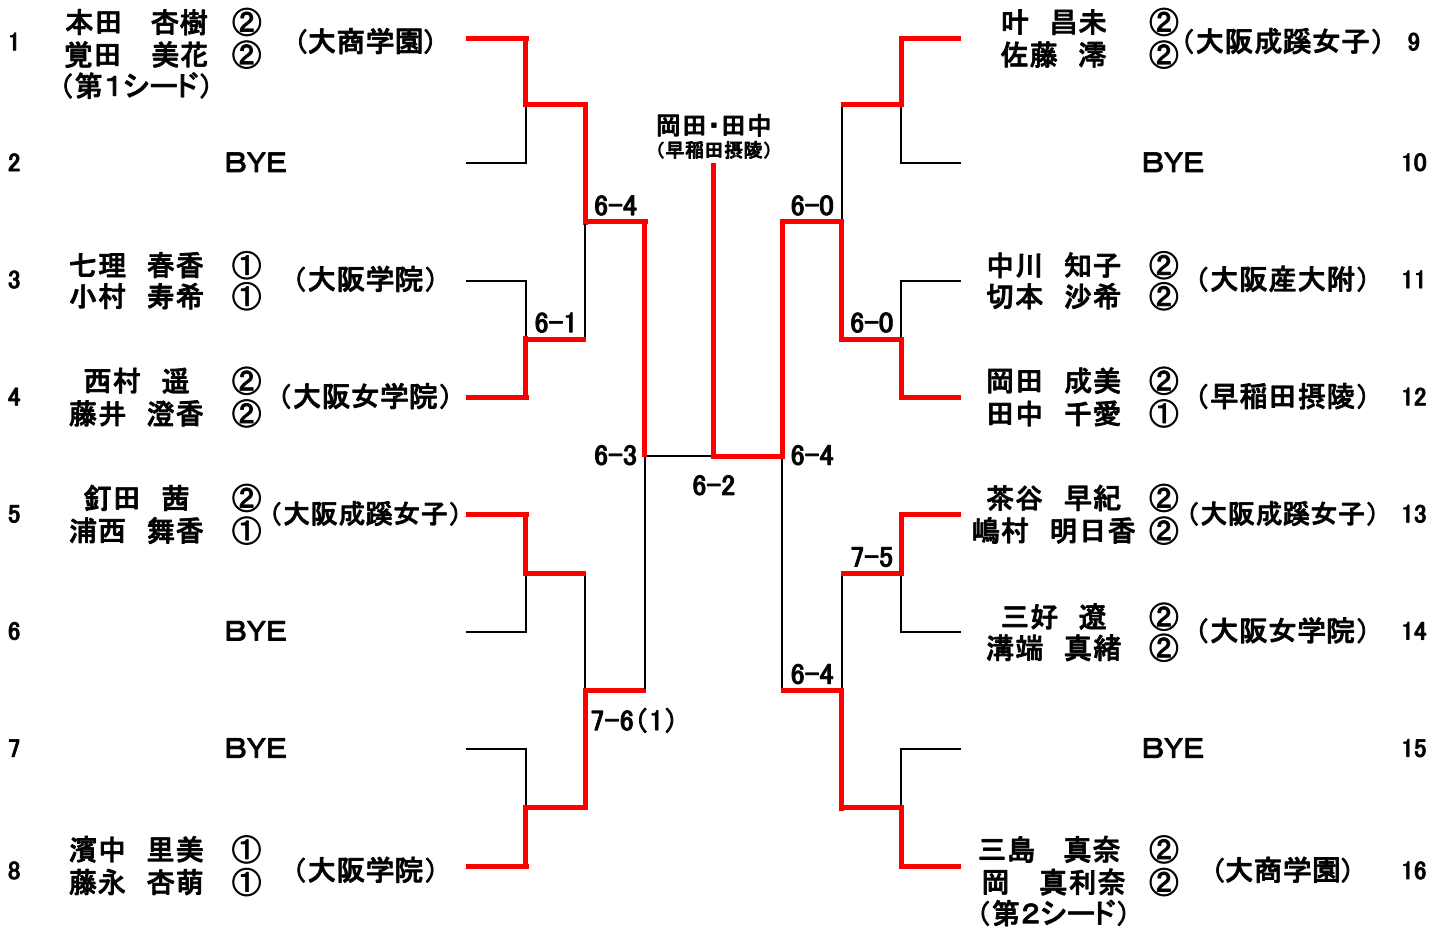 1 本田　杏樹 ② (大商学園)
覚田　美花 ②
(第1シード)
2 BYE
3 七理　春香 ① (大阪学院)
小村　寿希 ①
4 西村　遥 ② (大阪女学院)
藤井　澄香 ②
5 釘田　茜 ② (大阪成蹊女子)
浦西　舞香 ①
6 BYE
7 BYE
8 濱中　里美 ① (大阪学院)
藤永　杏萌 ①
6-4
6-1
6-3
7-6(1)
岡田・田中
(早稲田摂陵)
6-2
6-0
6-0
6-4
7-5
6-4
叶　昌未 ② (大阪成蹊女子) 9
佐藤　澪 ②
BYE 10
中川　知子 ② (大阪産大附) 11
切本　沙希 ②
岡田　成美 ② (早稲田摂陵) 12
田中　千愛 ①
茶谷　早紀 ② (大阪成蹊女子) 13
嶋村　明日香 ②
三好　遼 ② (大阪女学院) 14
溝端　真緒 ②
BYE 15
三島　真奈 ② (大商学園) 16
岡　真利奈 ②
(第2シード)